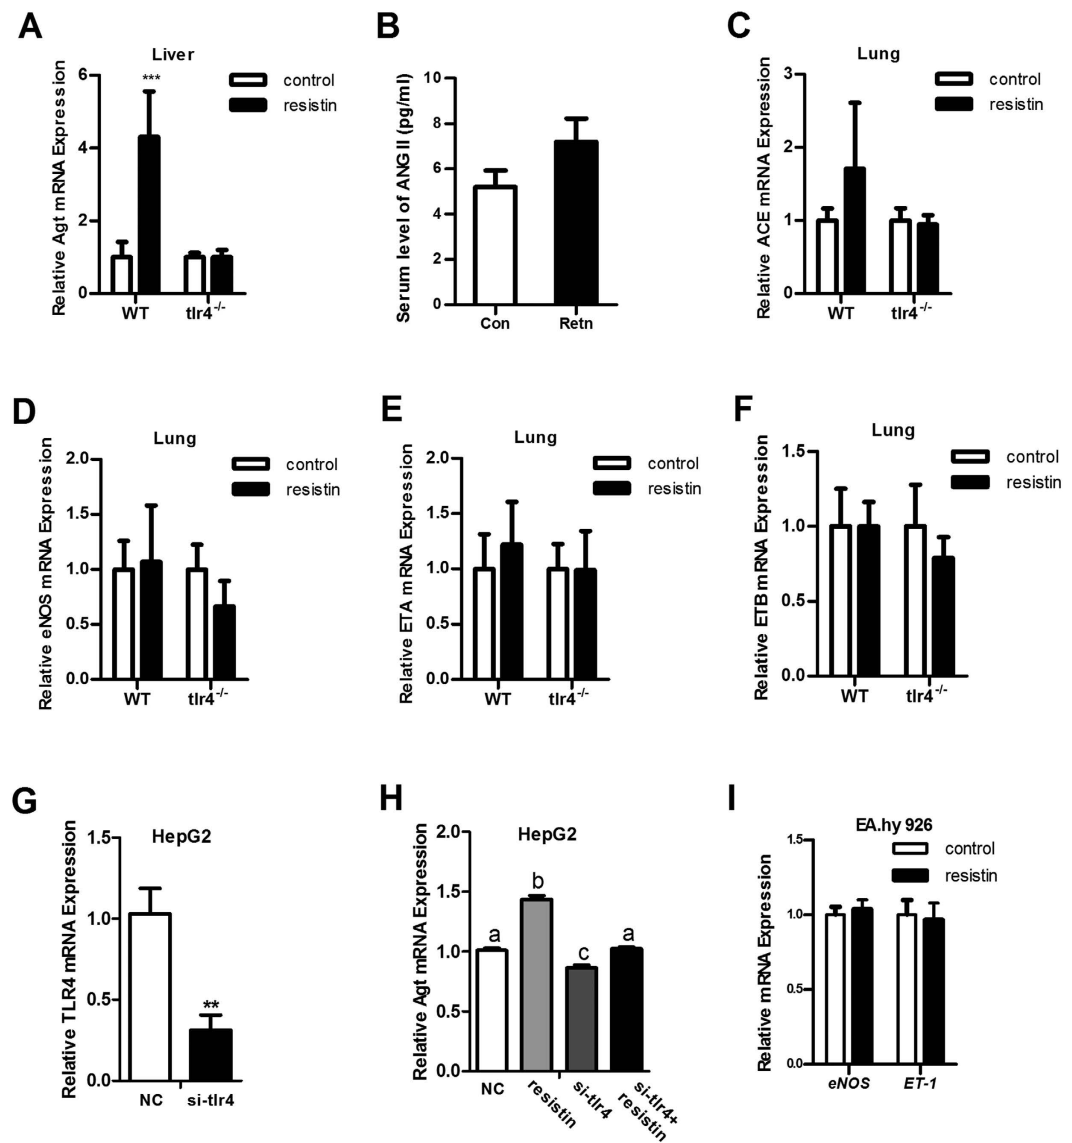 A
Liver
Relative Agt mRNA Expression
6
4
2
0
***
WT
tlr4-/-
control
resistin
B
Serum level of ANGII (pg/ml)
10
8
6
4
2
0
Con
Retn
C
Lung
Relative ACE mRNA Expression
3
2
1
0
WT
tlr4-/-
control
resistin
D
Lung
Relative eNOS mRNA Expression
2.0
1.5
1.0
0.5
0.0
WT
tlr4-/-
control
resistin
E
Lung
Relative ETA mRNA Expression
2.0
1.5
1.0
0.5
0.0
WT
tlr4-/-
control
resistin
F
Lung
Relative ETB mRNA Expression
1.5
1.0
0.5
0.0
WT
tlr4-/-
control
resistin
G
HepG2
Relative TLR4 mRNA Expression
1.5
1.0
0.5
0.0
**
NC
si-tlr4
H
HepG2
Relative Agt mRNA Expression
2.0
1.5
1.0
0.5
0.0
a
b
c
a
NC
resistin
si-tlr4
si-tlr4+
resistin
I
EA.hy 926
Relative mRNA Expression
1.5
1.0
0.5
0.0
eNOS
ET-1
control
resistin